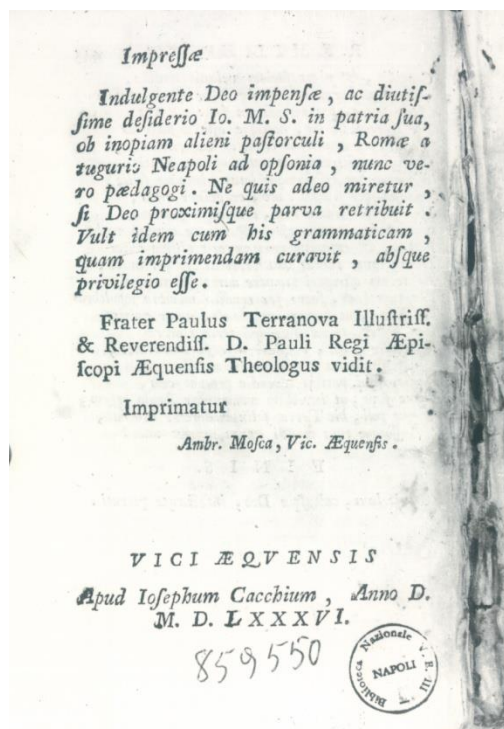 Impreſſæ
Indulgente Deo impenſæ, ac diutiſ-
ſime deſiderio Io. M. S. in patria ſua,
ob inopiam alieni paſtorculi, Romæ a
tugurio Neapoli ad opſonia, nunc ve-
ro pædagogi. Ne quis adeo miretur,
ſi Deo proximiſque parva retribuit.
Vult idem cum his grammaticam,
quam imprimendam curavit, abſque
privilegio eſſe.
Frater Paulus Terranova Illuſtriſſ.
& Reverendiſſ. D. Pauli Regi Æpi-
ſcopi Æquenſis Theologus vidit.
Imprimatur
Ambr. Moſca, Vic. Æquenſis.
VICI ÆQVENSIS
Apud Ioſephum Cacchium, Anno D.
M. D. LXXXVI.
859550
Biblioteca Nazionale V. E. III
NAPOLI